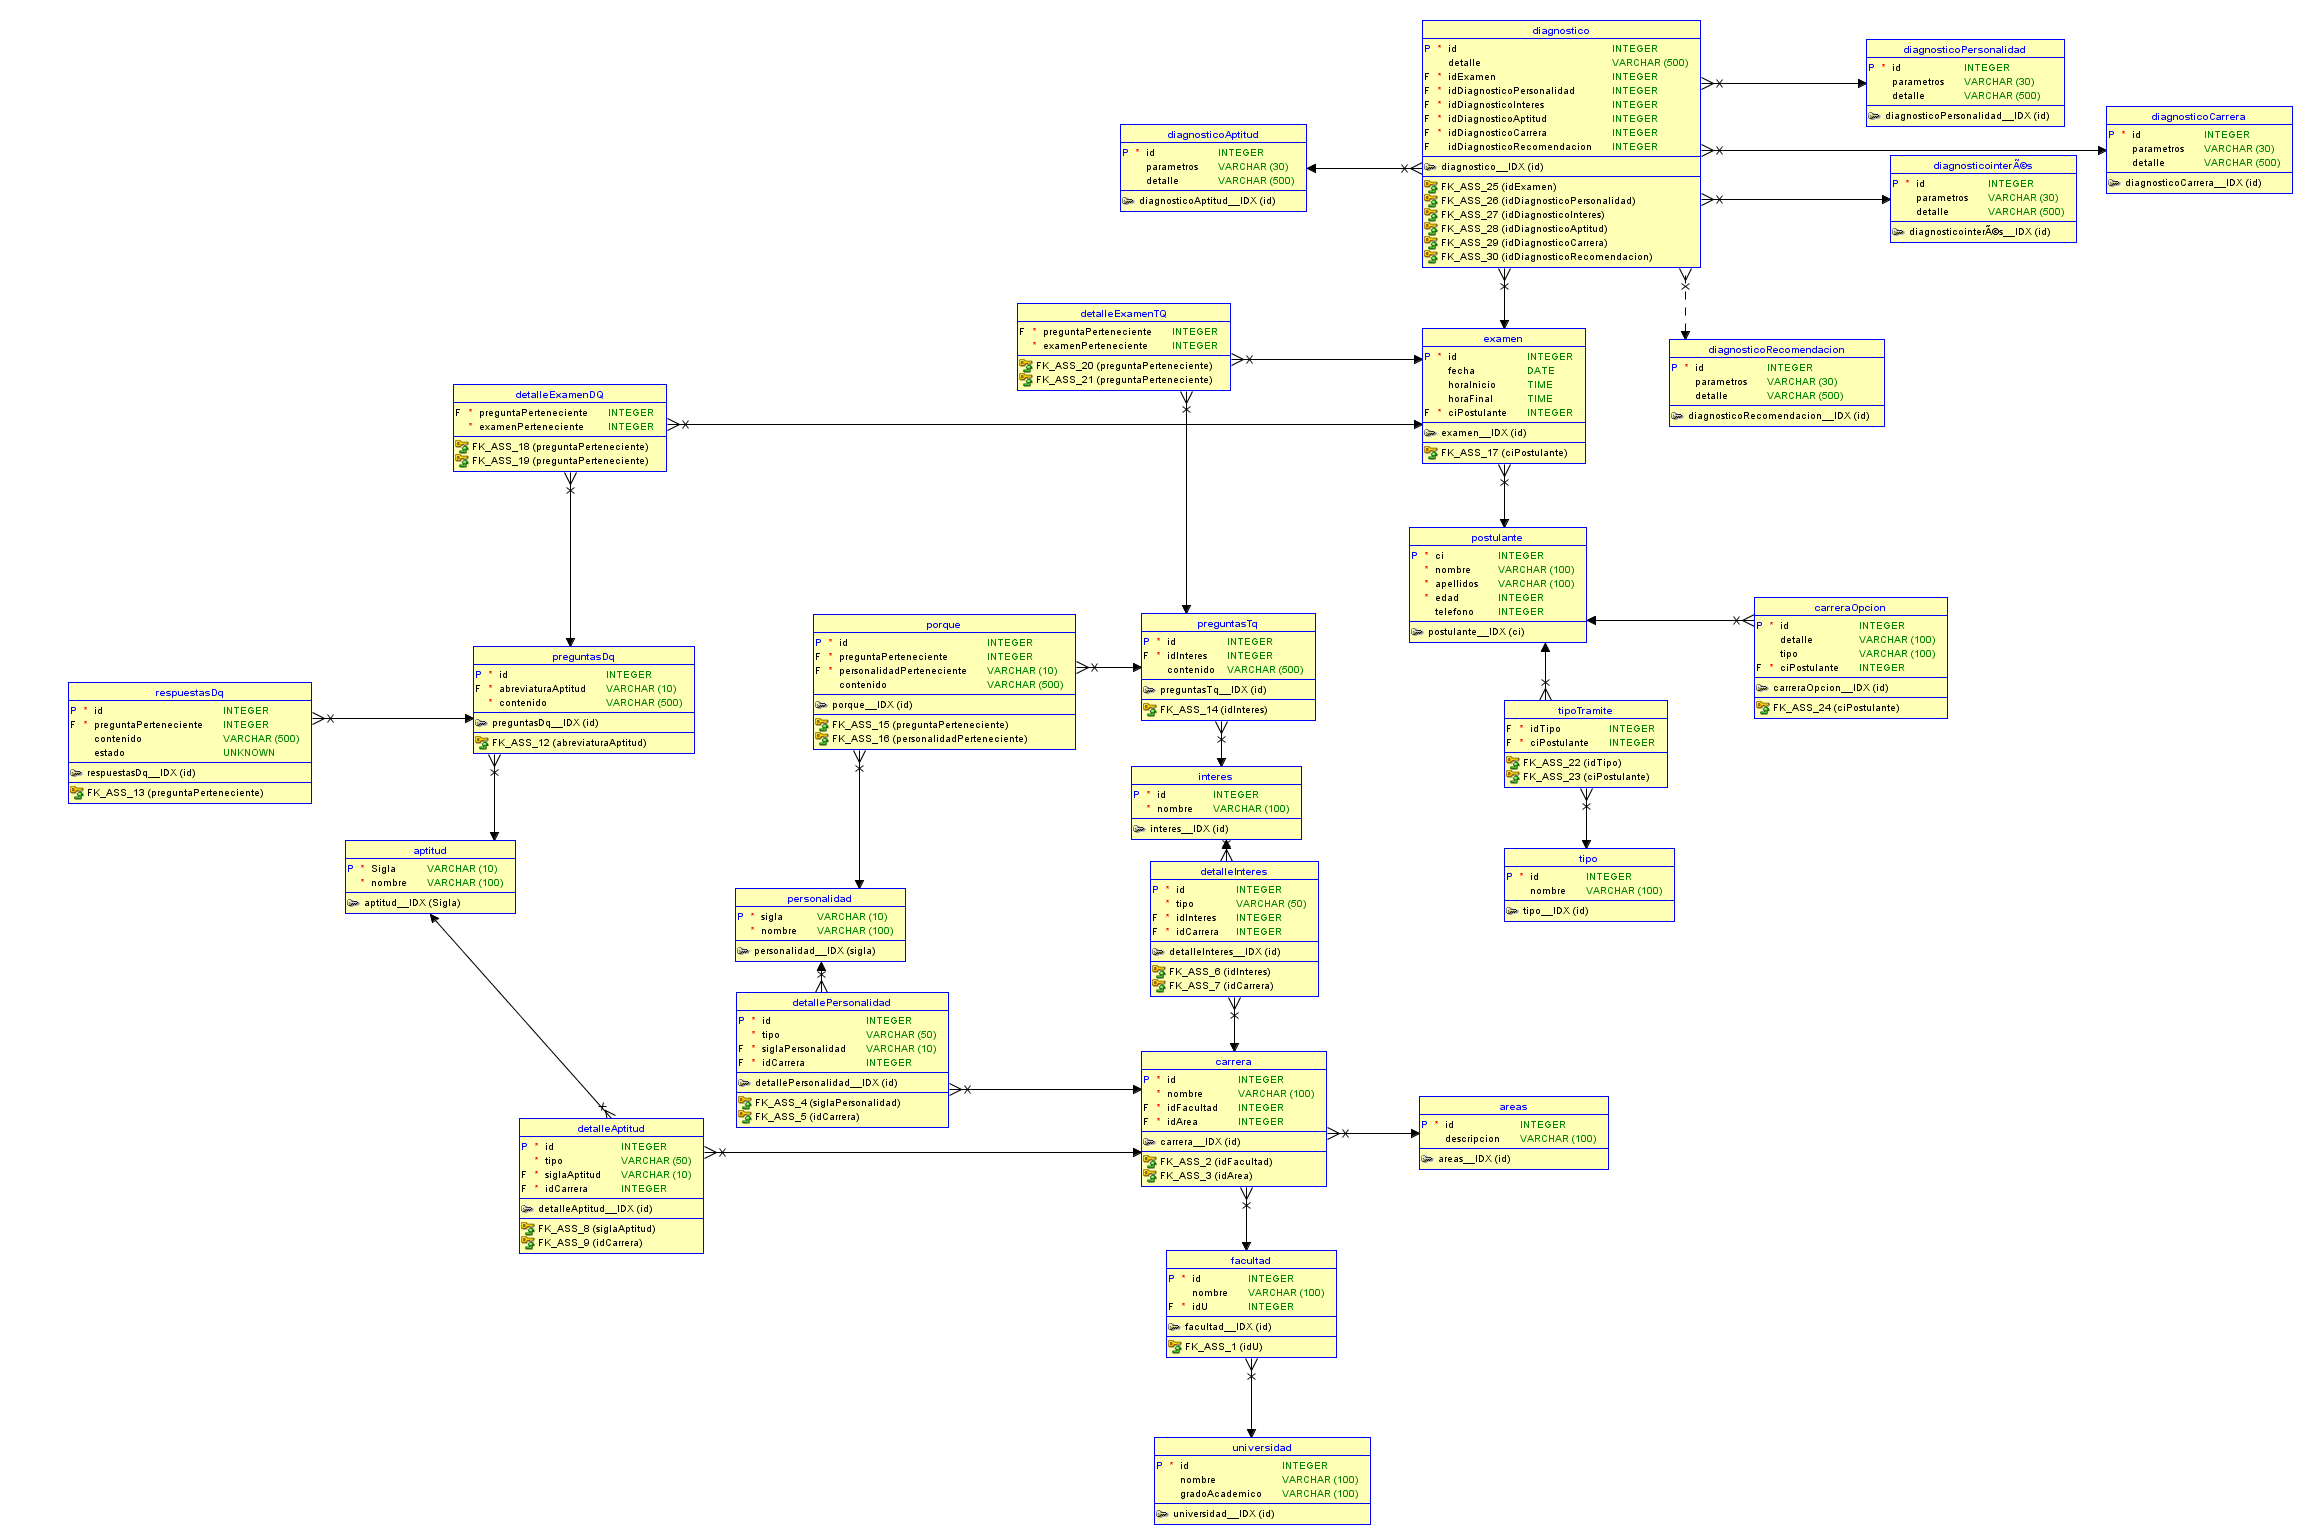 diagnostico
P * id INTEGER
detalle VARCHAR (500)
F * idExamen INTEGER
F * idDiagnosticoPersonalidad INTEGER
F * idDiagnosticoInteres INTEGER
F * idDiagnosticoAptitud INTEGER
F * idDiagnosticoCarrera INTEGER
F idDiagnosticoRecomendacion INTEGER
diagnostico__IDX (id)
FK_ASS_25 (idExamen)
FK_ASS_26 (idDiagnosticoPersonalidad)
FK_ASS_27 (idDiagnosticoInteres)
FK_ASS_28 (idDiagnosticoAptitud)
FK_ASS_29 (idDiagnosticoCarrera)
FK_ASS_30 (idDiagnosticoRecomendacion)
diagnosticoPersonalidad
P * id INTEGER
parametros VARCHAR (30)
detalle VARCHAR (500)
diagnosticoPersonalidad__IDX (id)
diagnosticoCarrera
P * id INTEGER
parametros VARCHAR (30)
detalle VARCHAR (500)
diagnosticoCarrera__IDX (id)
diagnosticoAptitud
P * id INTEGER
parametros VARCHAR (30)
detalle VARCHAR (500)
diagnosticoAptitud__IDX (id)
diagnosticointerÃ©s
P * id INTEGER
parametros VARCHAR (30)
detalle VARCHAR (500)
diagnosticointerÃ©s__IDX (id)
detalleExamenTQ
F * preguntaPerteneciente INTEGER
* examenPerteneciente INTEGER
FK_ASS_20 (preguntaPerteneciente)
FK_ASS_21 (preguntaPerteneciente)
examen
P * id INTEGER
fecha DATE
horaInicio TIME
horaFinal TIME
F * ciPostulante INTEGER
examen__IDX (id)
FK_ASS_17 (ciPostulante)
diagnosticoRecomendacion
P * id INTEGER
parametros VARCHAR (30)
detalle VARCHAR (500)
diagnosticoRecomendacion__IDX (id)
detalleExamenDQ
F * preguntaPerteneciente INTEGER
* examenPerteneciente INTEGER
FK_ASS_18 (preguntaPerteneciente)
FK_ASS_19 (preguntaPerteneciente)
postulante
P * ci INTEGER
* nombre VARCHAR (100)
* apellidos VARCHAR (100)
* edad INTEGER
telefono INTEGER
postulante__IDX (ci)
carreraOpcion
P * id INTEGER
detalle VARCHAR (100)
tipo VARCHAR (100)
F * ciPostulante INTEGER
carreraOpcion__IDX (id)
FK_ASS_24 (ciPostulante)
porque
P * id INTEGER
F * preguntaPerteneciente INTEGER
F * personalidadPerteneciente VARCHAR (10)
contenido VARCHAR (500)
porque__IDX (id)
FK_ASS_15 (preguntaPerteneciente)
FK_ASS_16 (personalidadPerteneciente)
preguntasTq
P * id INTEGER
F * idInteres INTEGER
contenido VARCHAR (500)
preguntasTq__IDX (id)
FK_ASS_14 (idInteres)
preguntasDq
P * id INTEGER
F * abreviaturaAptitud VARCHAR (10)
* contenido VARCHAR (500)
preguntasDq__IDX (id)
FK_ASS_12 (abreviaturaAptitud)
respuestasDq
P * id INTEGER
F * preguntaPerteneciente INTEGER
contenido VARCHAR (500)
estado UNKNOWN
respuestasDq__IDX (id)
FK_ASS_13 (preguntaPerteneciente)
tipoTramite
F * idTipo INTEGER
F * ciPostulante INTEGER
FK_ASS_22 (idTipo)
FK_ASS_23 (ciPostulante)
interes
P * id INTEGER
* nombre VARCHAR (100)
interes__IDX (id)
aptitud
P * Sigla VARCHAR (10)
* nombre VARCHAR (100)
aptitud__IDX (Sigla)
tipo
P * id INTEGER
nombre VARCHAR (100)
tipo__IDX (id)
detalleInteres
P * id INTEGER
* tipo VARCHAR (50)
F * idInteres INTEGER
F * idCarrera INTEGER
detalleInteres__IDX (id)
FK_ASS_6 (idInteres)
FK_ASS_7 (idCarrera)
personalidad
P * sigla VARCHAR (10)
* nombre VARCHAR (100)
personalidad__IDX (sigla)
detallePersonalidad
P * id INTEGER
* tipo VARCHAR (50)
F * siglaPersonalidad VARCHAR (10)
F * idCarrera INTEGER
detallePersonalidad__IDX (id)
FK_ASS_4 (siglaPersonalidad)
FK_ASS_5 (idCarrera)
carrera
P * id INTEGER
* nombre VARCHAR (100)
F * idFacultad INTEGER
F * idArea INTEGER
carrera__IDX (id)
FK_ASS_2 (idFacultad)
FK_ASS_3 (idArea)
areas
P * id INTEGER
descripcion VARCHAR (100)
areas__IDX (id)
detalleAptitud
P * id INTEGER
* tipo VARCHAR (50)
F * siglaAptitud VARCHAR (10)
F * idCarrera INTEGER
detalleAptitud__IDX (id)
FK_ASS_8 (siglaAptitud)
FK_ASS_9 (idCarrera)
facultad
P * id INTEGER
nombre VARCHAR (100)
F * idU INTEGER
facultad__IDX (id)
FK_ASS_1 (idU)
universidad
P * id INTEGER
nombre VARCHAR (100)
gradoAcademico VARCHAR (100)
universidad__IDX (id)